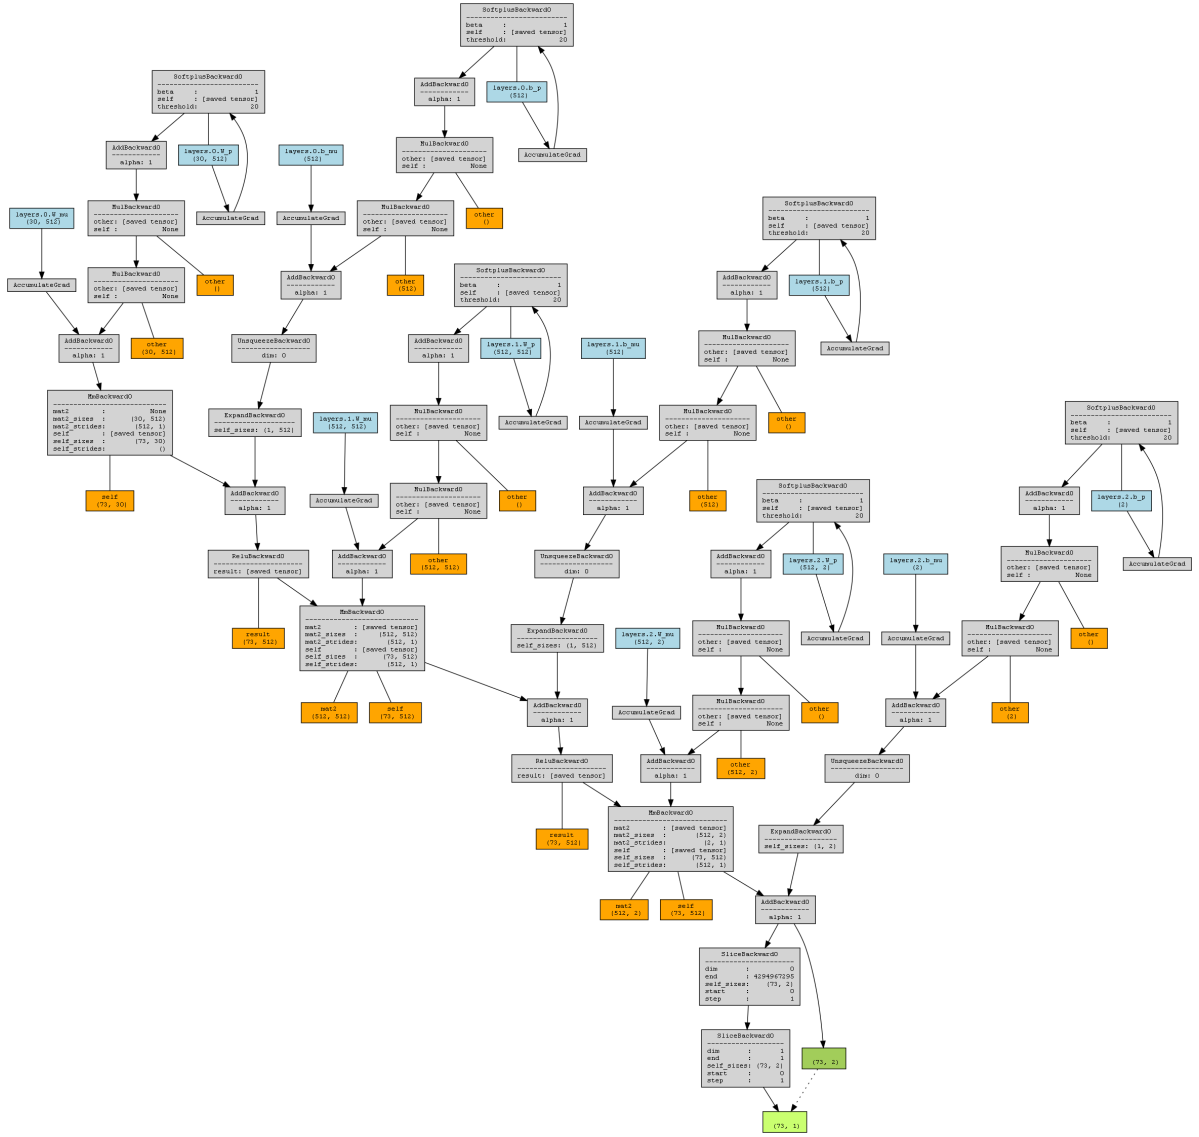 SoftplusBackward0
-------------------------
beta     :              1
self     : [saved tensor]
threshold:             20
AddBackward0
------------
alpha: 1
layers.0.b_p
(512)
SoftplusBackward0
-------------------------
beta     :              1
self     : [saved tensor]
threshold:             20
AddBackward0
------------
alpha: 1
layers.0.W_p
(30, 512)
layers.0.b_mu
(512)
MulBackward0
---------------------
other: [saved tensor]
self :           None
AccumulateGrad
layers.0.W_mu
(30, 512)
MulBackward0
---------------------
other: [saved tensor]
self :           None
AccumulateGrad
AccumulateGrad
MulBackward0
---------------------
other: [saved tensor]
self :           None
other
()
SoftplusBackward0
-------------------------
beta     :              1
self     : [saved tensor]
threshold:             20
AccumulateGrad
MulBackward0
---------------------
other: [saved tensor]
self :           None
other
()
AddBackward0
------------
alpha: 1
other
(512)
SoftplusBackward0
-------------------------
beta     :              1
self     : [saved tensor]
threshold:             20
AddBackward0
------------
alpha: 1
layers.1.b_p
(512)
AddBackward0
------------
alpha: 1
other
(30, 512)
UnsqueezeBackward0
------------------
dim: 0
AddBackward0
------------
alpha: 1
layers.1.W_p
(512, 512)
layers.1.b_mu
(512)
MulBackward0
---------------------
other: [saved tensor]
self :           None
AccumulateGrad
MmBackward0
----------------------------
mat2        :           None
mat2_sizes  :      (30, 512)
mat2_strides:       (512, 1)
self        : [saved tensor]
self_sizes  :       (73, 30)
self_strides:             ()
ExpandBackward0
--------------------
self_sizes: (1, 512)
layers.1.W_mu
(512, 512)
MulBackward0
---------------------
other: [saved tensor]
self :           None
AccumulateGrad
AccumulateGrad
MulBackward0
---------------------
other: [saved tensor]
self :           None
other
()
SoftplusBackward0
-------------------------
beta     :              1
self     : [saved tensor]
threshold:             20
self
(73, 30)
AddBackward0
------------
alpha: 1
AccumulateGrad
MulBackward0
---------------------
other: [saved tensor]
self :           None
other
()
AddBackward0
------------
alpha: 1
other
(512)
SoftplusBackward0
-------------------------
beta     :              1
self     : [saved tensor]
threshold:             20
AddBackward0
------------
alpha: 1
layers.2.b_p
(2)
ReluBackward0
----------------------
result: [saved tensor]
AddBackward0
------------
alpha: 1
other
(512, 512)
UnsqueezeBackward0
------------------
dim: 0
AddBackward0
------------
alpha: 1
layers.2.W_p
(512, 2)
layers.2.b_mu
(2)
MulBackward0
---------------------
other: [saved tensor]
self :           None
AccumulateGrad
result
(73, 512)
MmBackward0
----------------------------
mat2        : [saved tensor]
mat2_sizes  :     (512, 512)
mat2_strides:       (512, 1)
self        : [saved tensor]
self_sizes  :      (73, 512)
self_strides:       (512, 1)
ExpandBackward0
--------------------
self_sizes: (1, 512)
layers.2.W_mu
(512, 2)
MulBackward0
---------------------
other: [saved tensor]
self :           None
AccumulateGrad
AccumulateGrad
MulBackward0
---------------------
other: [saved tensor]
self :           None
other
()
mat2
(512, 512)
self
(73, 512)
AddBackward0
------------
alpha: 1
AccumulateGrad
MulBackward0
---------------------
other: [saved tensor]
self :           None
other
()
AddBackward0
------------
alpha: 1
other
(2)
ReluBackward0
----------------------
result: [saved tensor]
AddBackward0
------------
alpha: 1
other
(512, 2)
UnsqueezeBackward0
------------------
dim: 0
result
(73, 512)
MmBackward0
----------------------------
mat2        : [saved tensor]
mat2_sizes  :       (512, 2)
mat2_strides:         (2, 1)
self        : [saved tensor]
self_sizes  :      (73, 512)
self_strides:       (512, 1)
ExpandBackward0
------------------
self_sizes: (1, 2)
mat2
(512, 2)
self
(73, 512)
AddBackward0
------------
alpha: 1
SliceBackward0
----------------------
dim       :          0
end       : 4294967295
self_sizes:    (73, 2)
start     :          0
step      :          1
SliceBackward0
-------------------
dim       :       1
end       :       1
self_sizes: (73, 2)
start     :       0
step      :       1
(73, 2)
(73, 1)